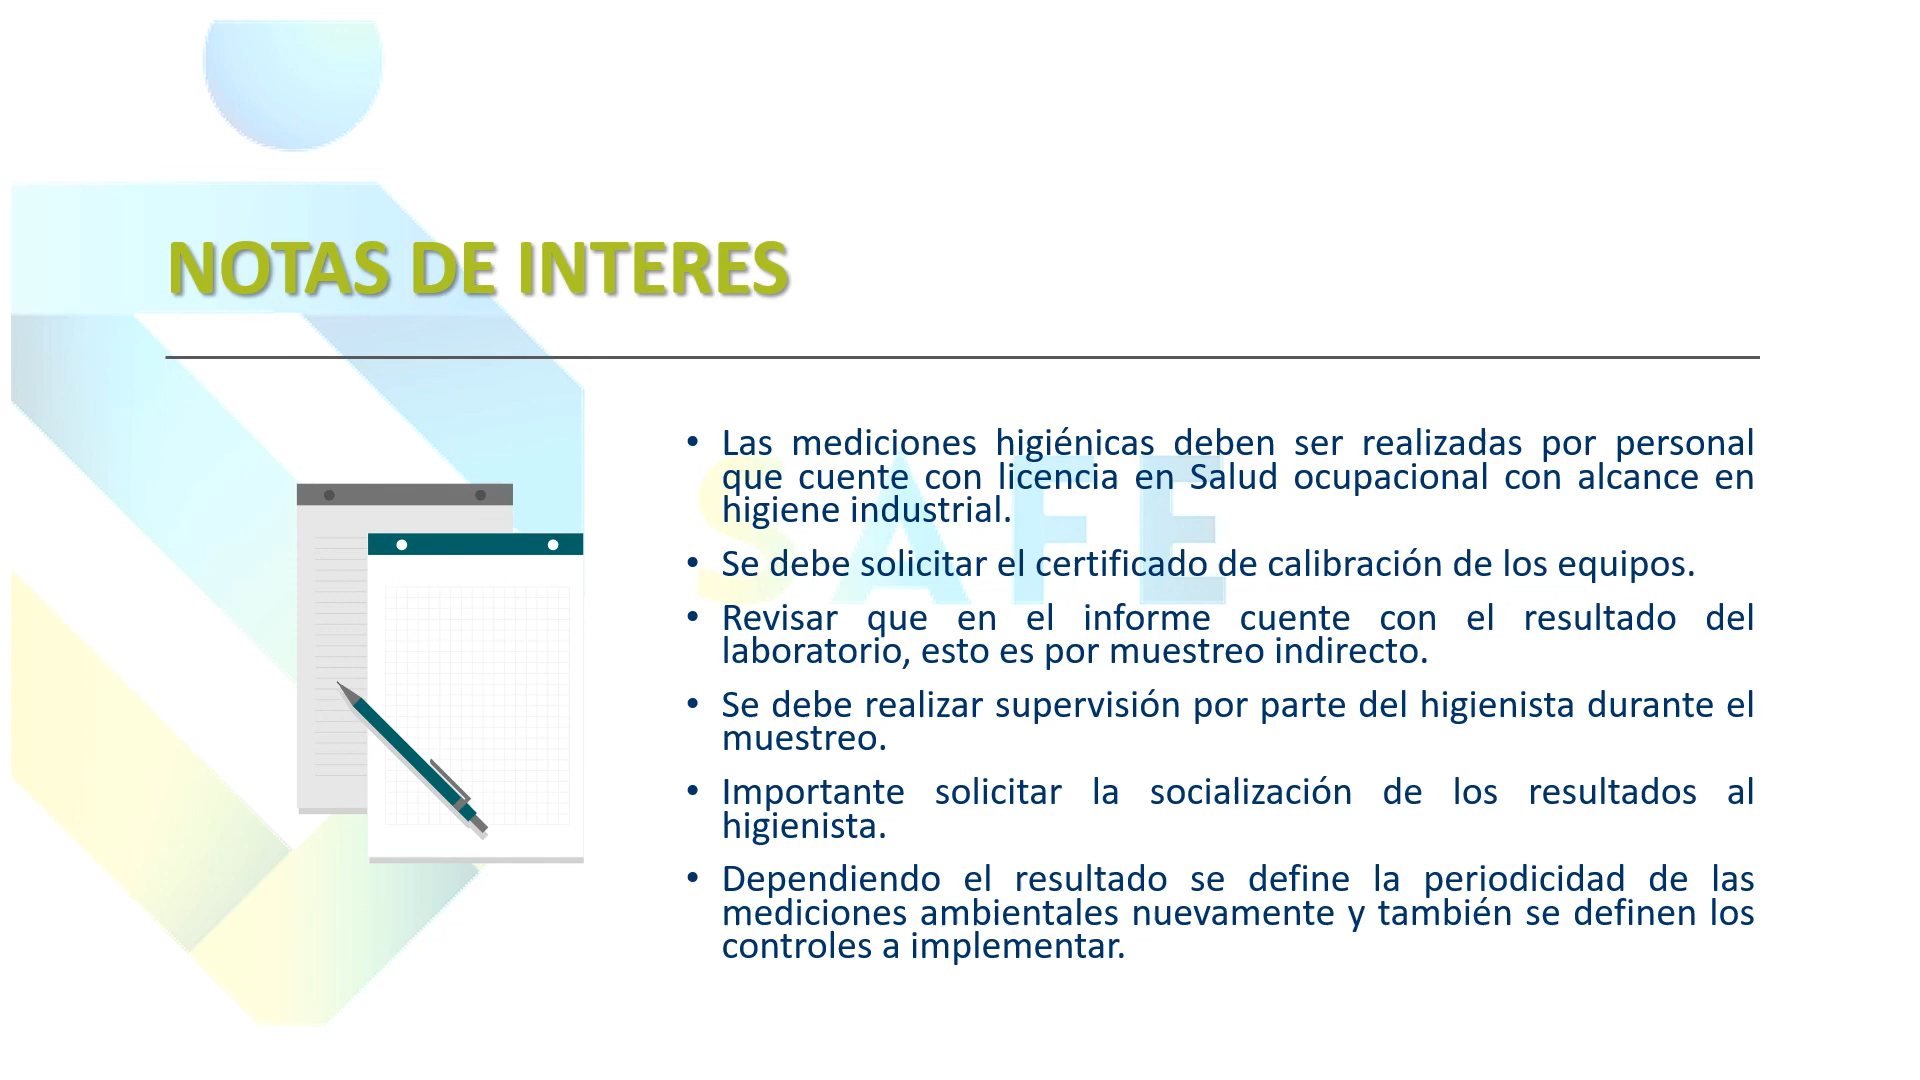 NOTAS DE INTERES
• Las mediciones higiénicas deben ser realizadas por personal
que cuente con licencia en Salud ocupacional con alcance en
higiene industrial.
• Se debe solicitar el certificado de calibración de los equipos.
• Revisar que en el informe cuente con el resultado del
laboratorio, esto es por muestreo indirecto.
• Se debe realizar supervisión por parte del higienista durante el
muestreo.
• Importante solicitar la socialización de los resultados al
higienista.
• Dependiendo el resultado se define la periodicidad de las
mediciones ambientales nuevamente y también se definen los
controles a implementar.
SAFE